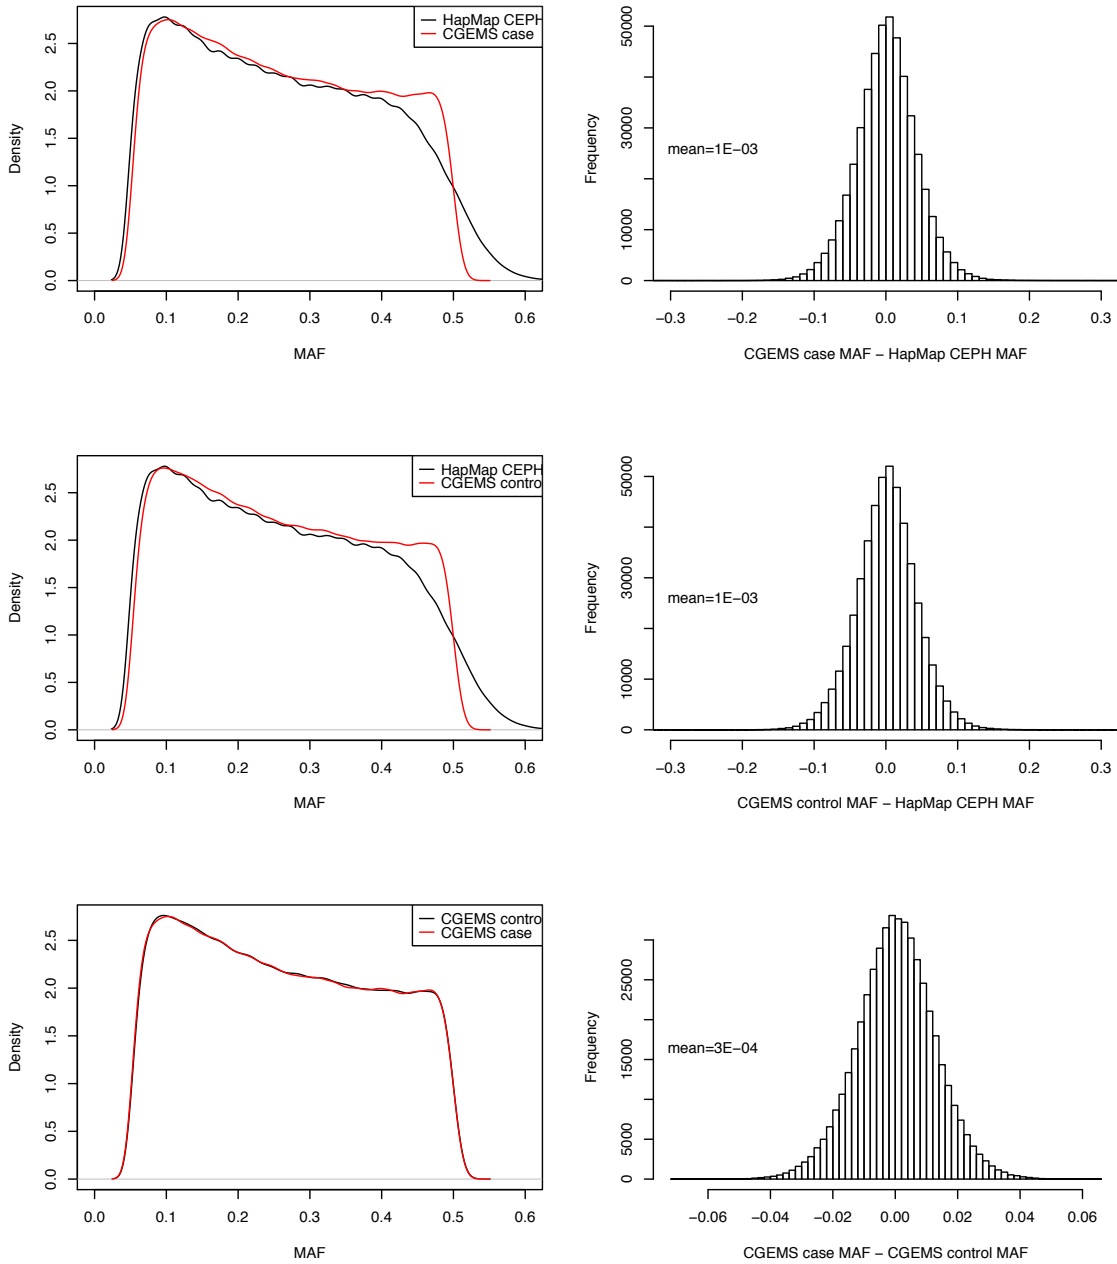 HapMap CEPH
CGEMS case
Density
0.0 0.5 1.0 1.5 2.0 2.5
0.0 0.1 0.2 0.3 0.4 0.5 0.6
MAF
Frequency
0 10000 30000 50000
mean=1E−03
−0.3 −0.2 −0.1 0.0 0.1 0.2 0.3
CGEMS case MAF − HapMap CEPH MAF
HapMap CEPH
CGEMS contro
Density
0.0 0.5 1.0 1.5 2.0 2.5
0.0 0.1 0.2 0.3 0.4 0.5 0.6
MAF
Frequency
0 10000 30000 50000
mean=1E−03
−0.3 −0.2 −0.1 0.0 0.1 0.2 0.3
CGEMS control MAF − HapMap CEPH MAF
CGEMS contro
CGEMS case
Density
0.0 0.5 1.0 1.5 2.0 2.5
0.0 0.1 0.2 0.3 0.4 0.5 0.6
MAF
Frequency
0 5000 15000 25000
mean=3E−04
−0.06 −0.04 −0.02 0.00 0.02 0.04 0.06
CGEMS case MAF − CGEMS control MAF